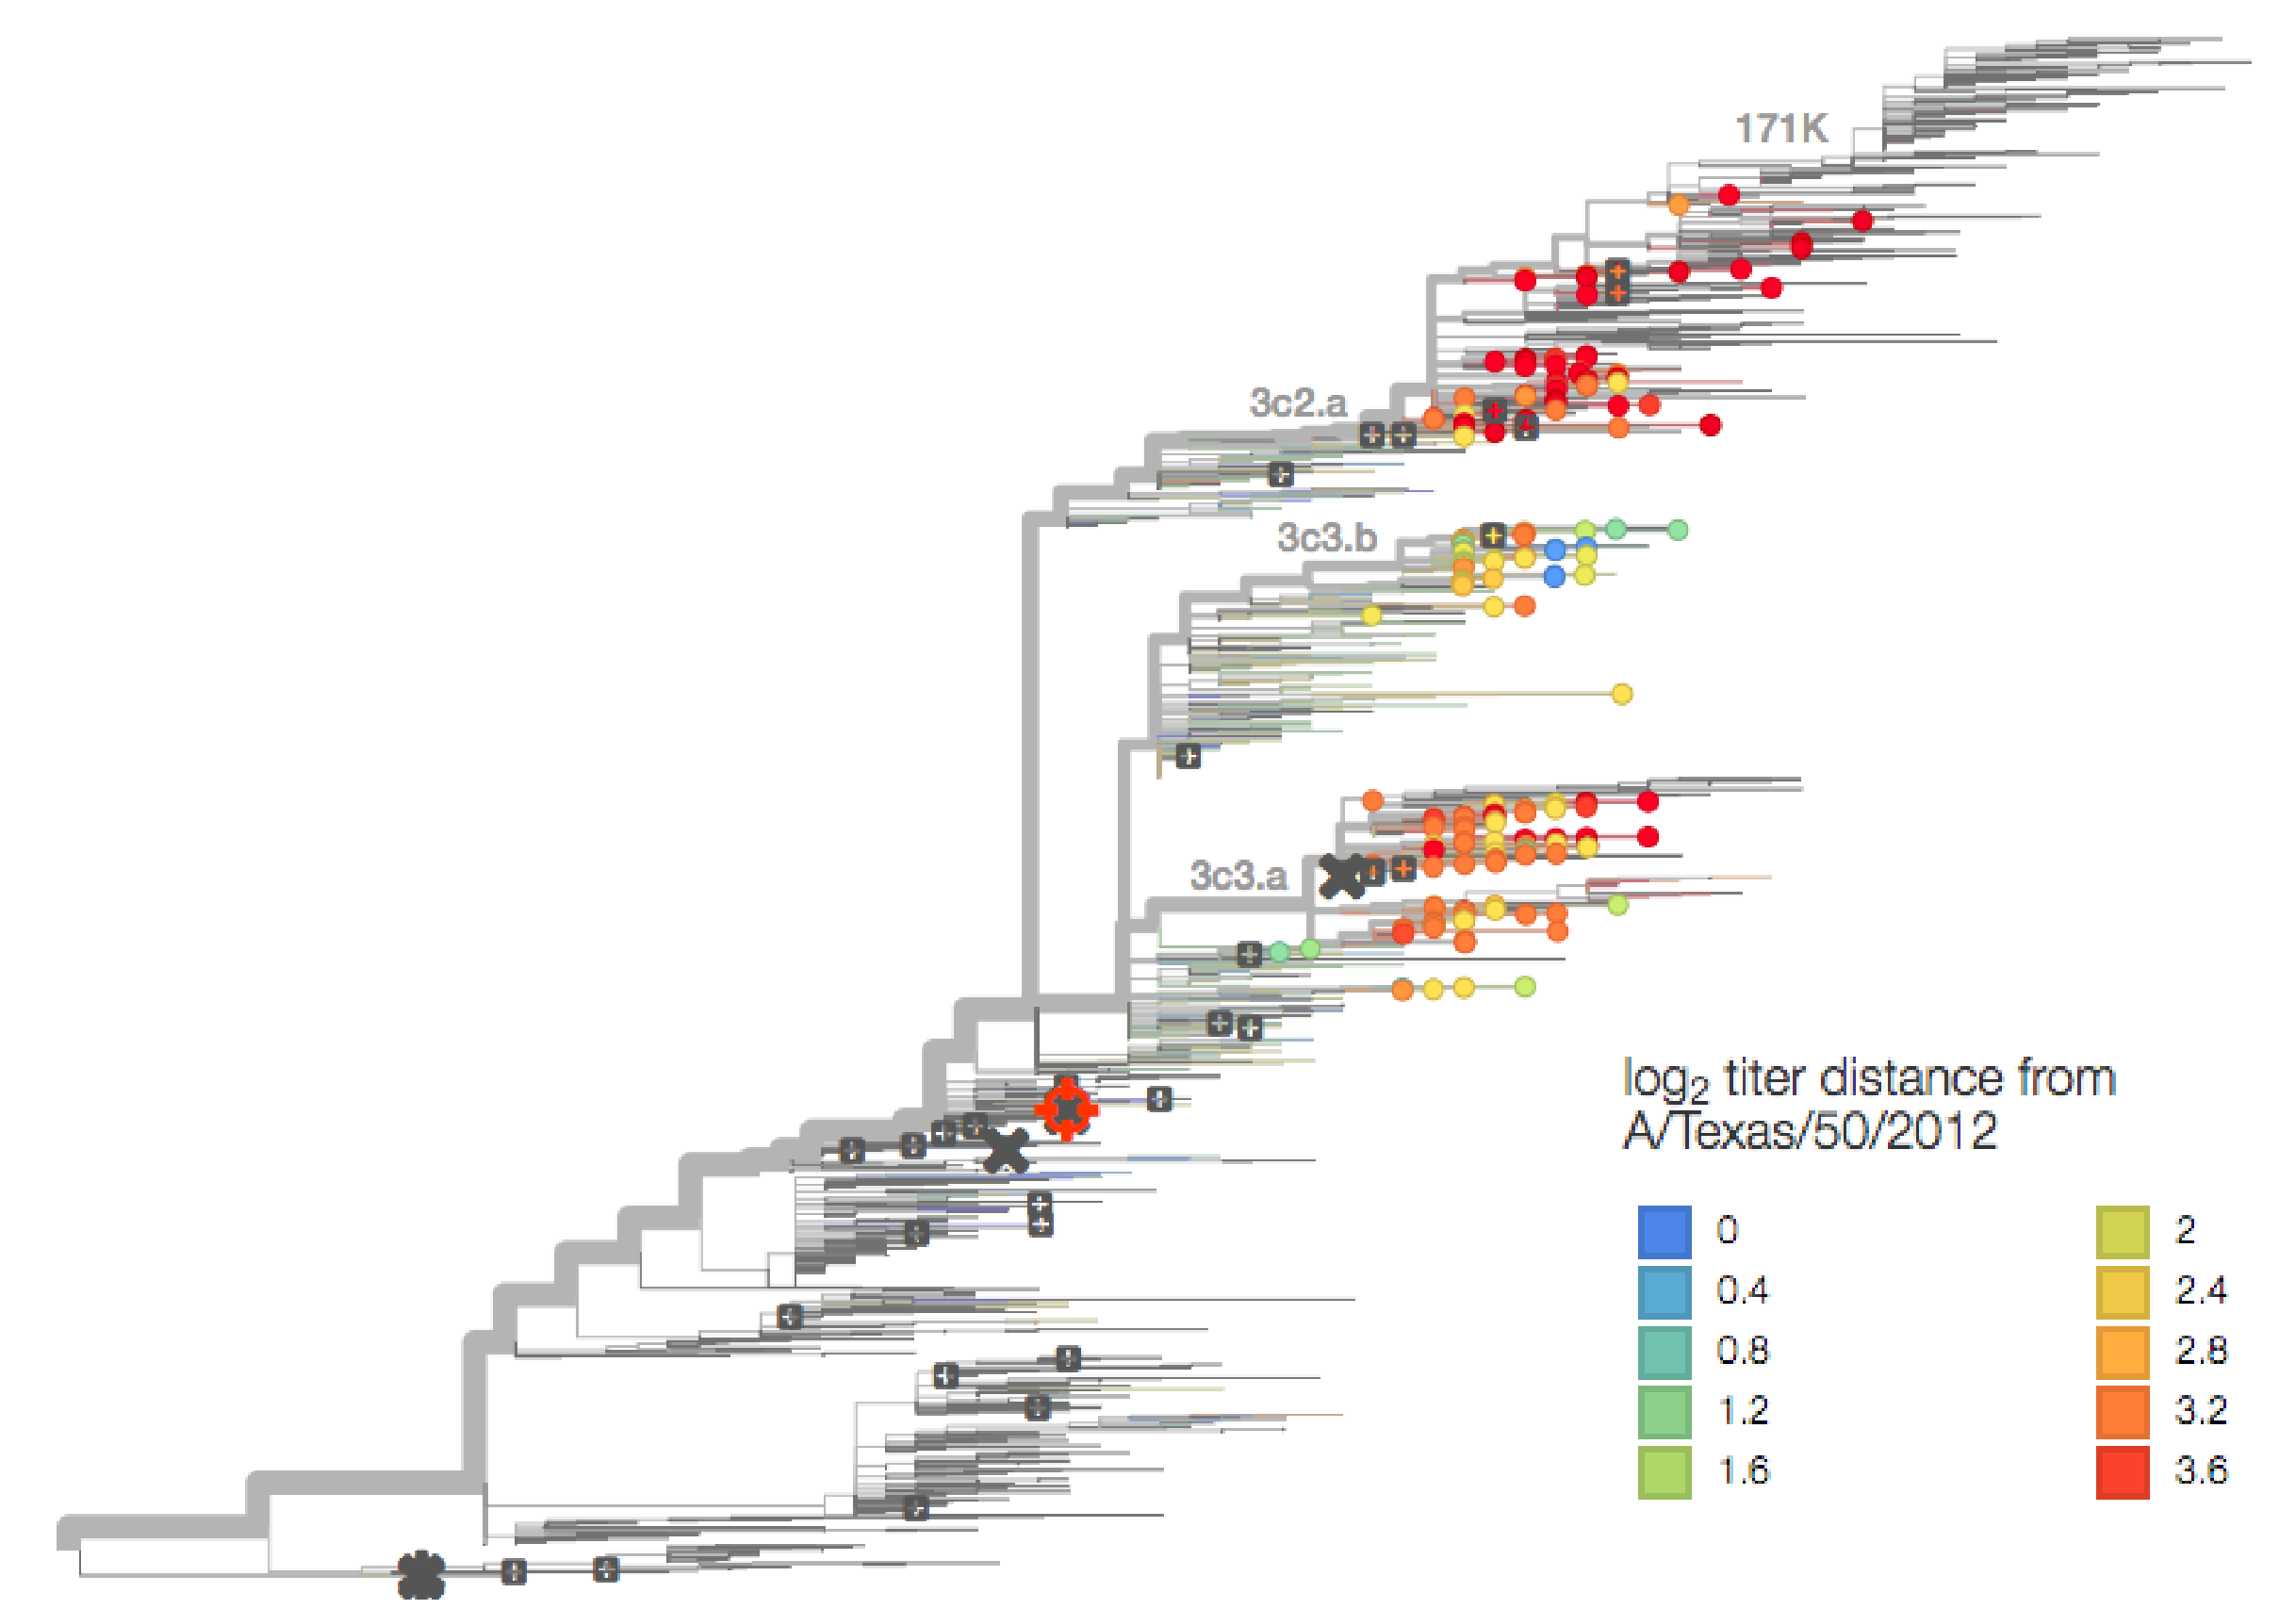 171K
3c2.a
3c3.b
3c3.a
log2 titer distance from
A/Texas/50/2012
0 2
0.4 2.4
0.8 2.8
1.2 3.2
1.6 3.6